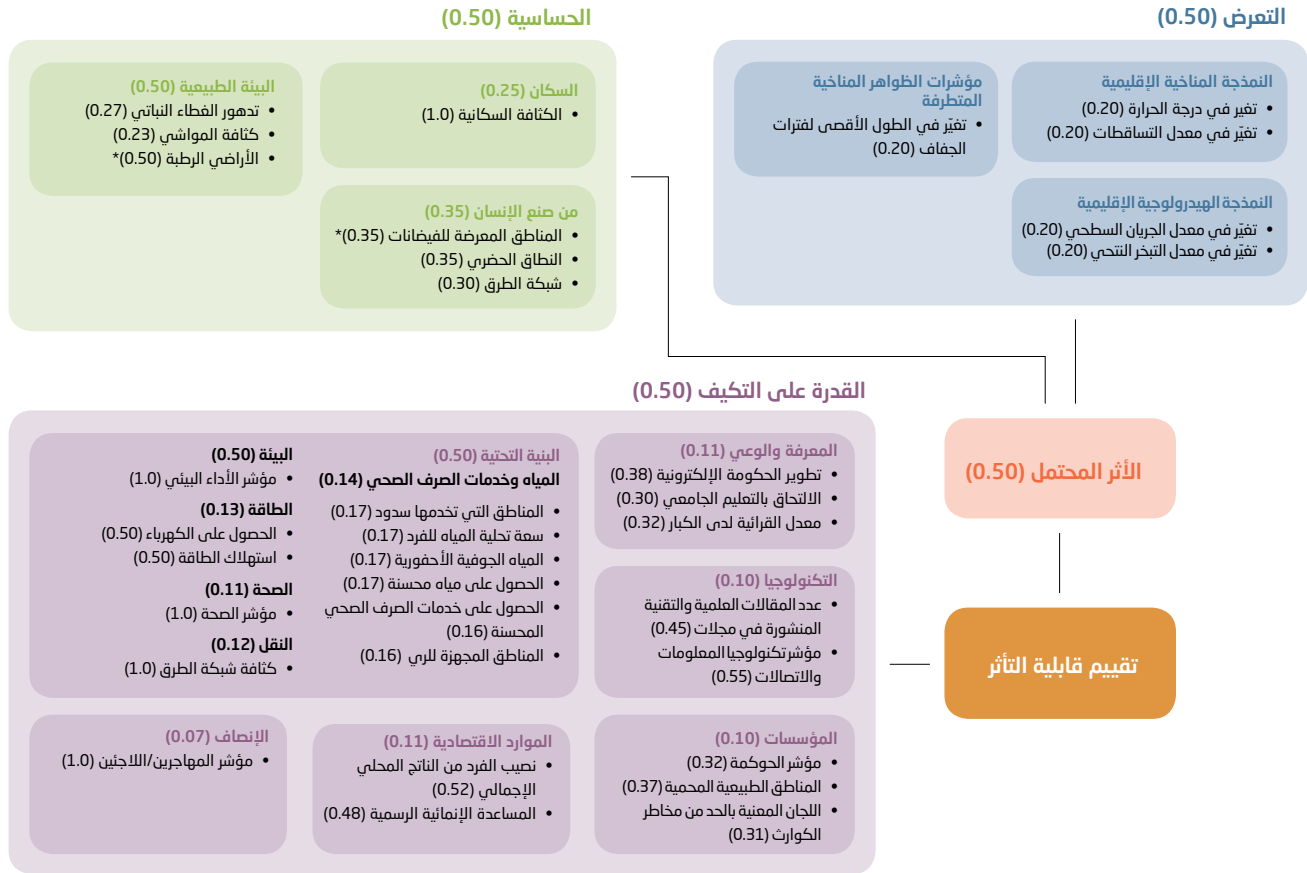 التعرض (0.50)
النمذجة المناخية الإقليمية
• تغير في درجة الحرارة (0.20)
• تغيّر في معدل التساقطات (0.20)
مؤشرات الظواهر المناخية
المتطرفة
• تغيّر في الطول الأقصى لفترات
الجفاف (0.20)
النمذجة الهيدرولوجية الإقليمية
• تغيّر في معدل الجريان السطحي (0.20)
• تغيّر في معدل التبخر النتحي (0.20)
الحساسية (0.50)
السكان (0.25)
• الكثافة السكانية (1.0)
البيئة الطبيعية (0.50)
• تدهور الغطاء النباتي (0.27)
• كثافة المواشي (0.23)
• الأراضي الرطبة (0.50)*
من صنع الإنسان (0.35)
• المناطق المعرضة للفيضانات (0.35)*
• النطاق الحضري (0.35)
• شبكة الطرق (0.30)
الأثر المحتمل (0.50)
تقييم قابلية التأثر
القدرة على التكيف (0.50)
المعرفة والوعي (0.11)
• تطوير الحكومة الإلكترونية (0.38)
• الالتحاق بالتعليم الجامعي (0.30)
• معدل القرائية لدى الكبار (0.32)
التكنولوجيا (0.10)
• عدد المقالات العلمية والتقنية
المنشورة في مجلات (0.45)
• مؤشر تكنولوجيا المعلومات
والاتصالات (0.55)
البنية التحتية (0.50)
المياه وخدمات الصرف الصحي (0.14)
• المناطق التي تخدمها سدود (0.17)
• سعة تحلية المياه للفرد (0.17)
• المياه الجوفية الأحفورية (0.17)
• الحصول على مياه محسنة (0.17)
• الحصول على خدمات الصرف الصحي
المحسنة (0.16)
• المناطق المجهزة للري (0.16)
البيئة (0.50)
• مؤشر الأداء البيئي (1.0)
الطاقة (0.13)
• الحصول على الكهرباء (0.50)
• استهلاك الطاقة (0.50)
الصحة (0.11)
• مؤشر الصحة (1.0)
النقل (0.12)
• كثافة شبكة الطرق (1.0)
المؤسسات (0.10)
• مؤشر الحوكمة (0.32)
• المناطق الطبيعية المحمية (0.37)
• اللجان المعنية بالحد من مخاطر
الكوارث (0.31)
الموارد الاقتصادية (0.11)
• نصيب الفرد من الناتج المحلي
الإجمالي (0.52)
• المساعدة الإنمائية الرسمية (0.48)
الإنصاف (0.07)
• مؤشر المهاجرين/اللاجئين (1.0)